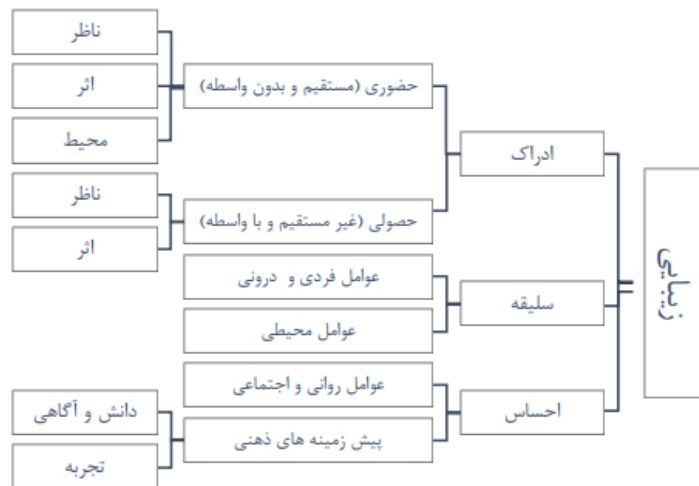 زیبایی
ادراک
حضوری (مستقیم و بدون واسطه)
ناظر
اثر
محیط
حصولی (غیر مستقیم و با واسطه)
ناظر
اثر
سلیقه
عوامل فردی و درونی
عوامل محیطی
احساس
عوامل روانی و اجتماعی
پیش زمینه های ذهنی
دانش و آگاهی
تجربه